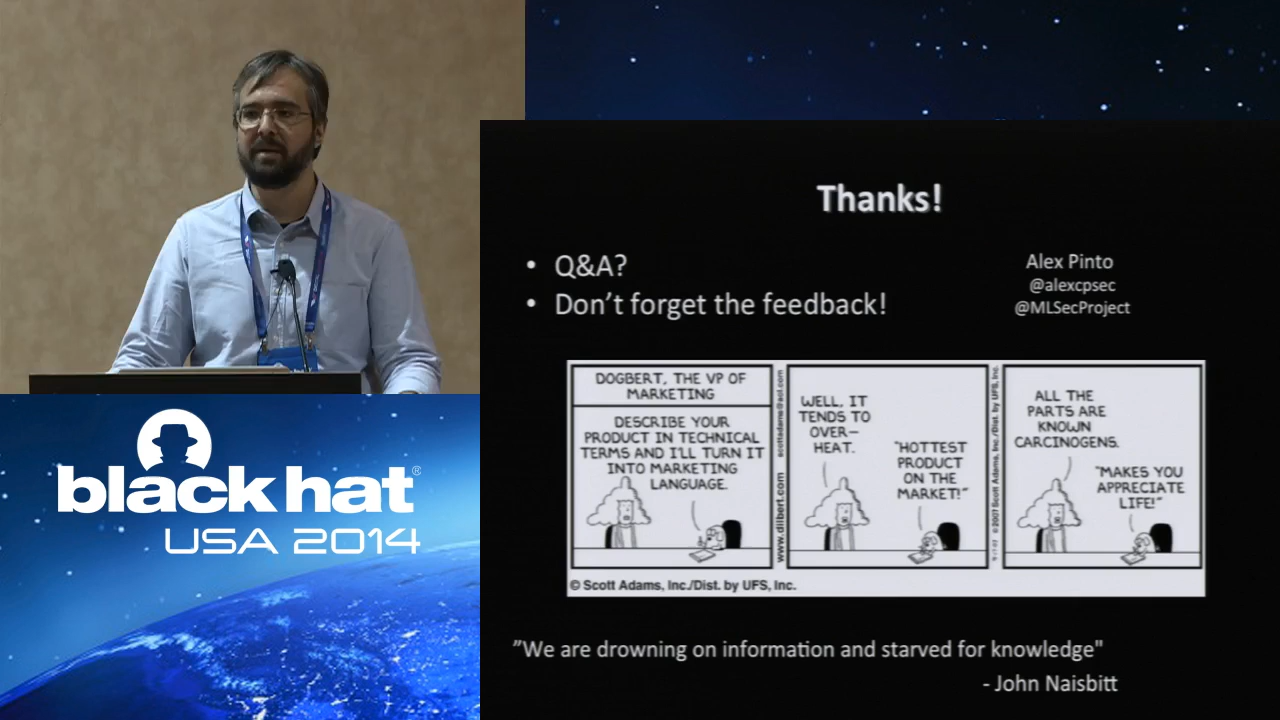 Thanks!
• Q&A?
• Don't forget the feedback!
Alex Pinto
@alexcpsec
@MLSecProject
DOGBERT, THE VP OF
MARKETING
DESCRIBE YOUR
PRODUCT IN TECHNICAL
TERMS AND I'LL TURN IT
INTO MARKETING
LANGUAGE.
scottadams@aol.com
www.dilbert.com
WELL, IT
TENDS TO
OVER-
HEAT.
"HOTTEST
PRODUCT
ON THE
MARKET!"
© 2007 Scott Adams, Inc./Dist. by UFS, Inc.
ALL THE
PARTS ARE
KNOWN
CARCINOGENS.
"MAKES YOU
APPRECIATE
LIFE!"
© Scott Adams, Inc./Dist. by UFS, Inc.
"We are drowning on information and starved for knowledge"
- John Naisbitt
black hat®
USA 2014